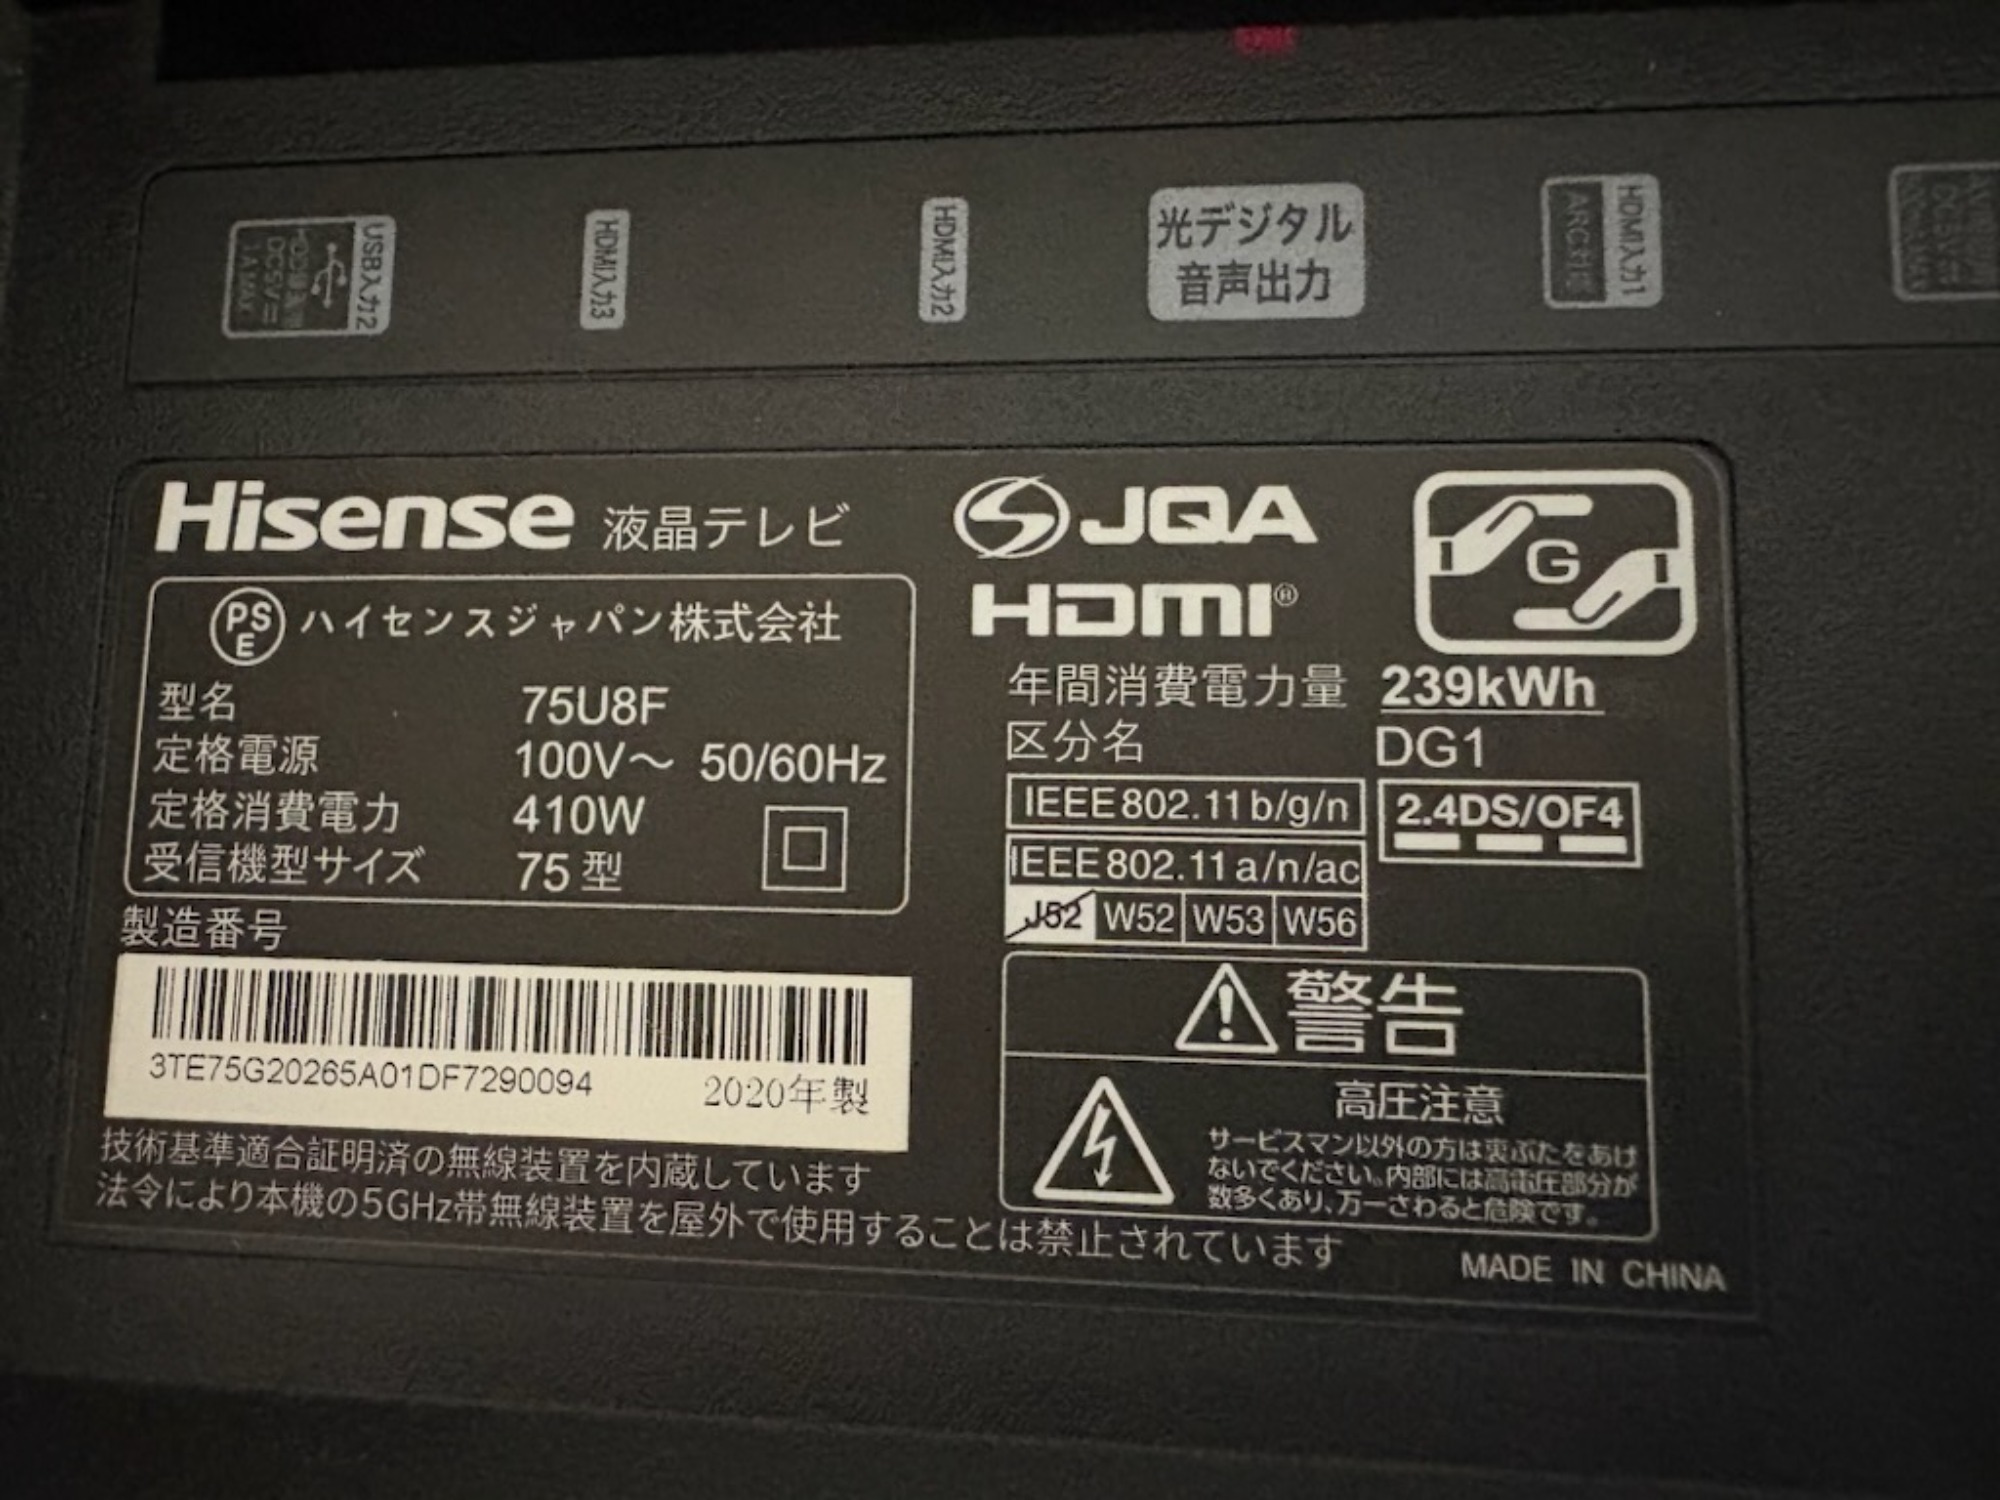 USB入力2
DC5V⎓
1A MAX
HDMI入力3
HDMI入力2
光デジタル
音声出力
HDMI入力1
ARC対応
Hisense 液晶テレビ
PSE ハイセンスジャパン株式会社
型名 75U8F
定格電源 100V～ 50/60Hz
定格消費電力 410W
受信機型サイズ 75型
製造番号
3TE75G20265A01DF7290094
2020年製
技術基準適合証明済の無線装置を内蔵しています
法令により本機の5GHz帯無線装置を屋外で使用することは禁止されています
JQA
HDMI®
G
年間消費電力量 239kWh
区分名 DG1
IEEE802.11b/g/n
2.4DS/OF4
IEEE802.11a/n/ac
J52 W52 W53 W56
警告
高圧注意
サービスマン以外の方は裏ぶたをあけ
ないでください。内部には高電圧部分が
数多くあり、万一さわると危険です。
MADE IN CHINA